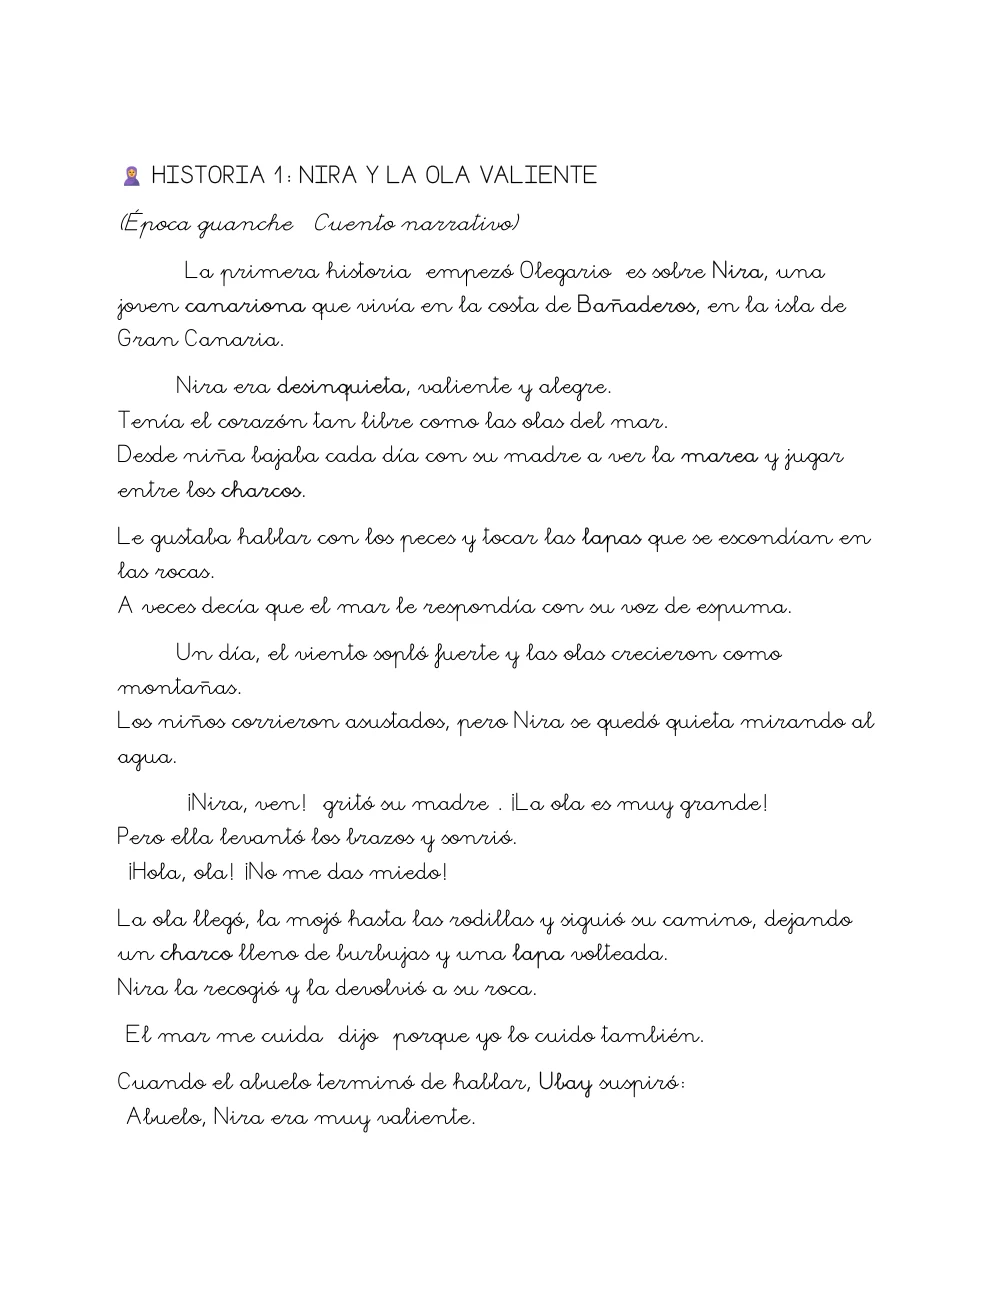 HISTORIA 1: NIRA Y LA OLA VALIENTE
(Época guanche Cuento narrativo)
La primera historia empezó Olegario es sobre Nira, una
joven canariona que vivía en la costa de Bañaderos, en la isla de
Gran Canaria.
Nira era desinquieta, valiente y alegre.
Tenía el corazón tan libre como las olas del mar.
Desde niña bajaba cada día con su madre a ver la marea y jugar
entre los charcos.
Le gustaba hablar con los peces y tocar las lapas que se escondían en
las rocas.
A veces decía que el mar le respondía con su voz de espuma.
Un día, el viento sopló fuerte y las olas crecieron como
montañas.
Los niños corrieron asustados, pero Nira se quedó quieta mirando al
agua.
¡Nira, ven! gritó su madre . ¡La ola es muy grande!
Pero ella levantó los brazos y sonrió.
¡Hola, ola! ¡No me das miedo!
La ola llegó, la mojó hasta las rodillas y siguió su camino, dejando
un charco lleno de burbujas y una lapa volteada.
Nira la recogió y la devolvió a su roca.
El mar me cuida dijo porque yo lo cuido también.
Cuando el abuelo terminó de hablar, Ubay suspiró:
Abuelo, Nira era muy valiente.